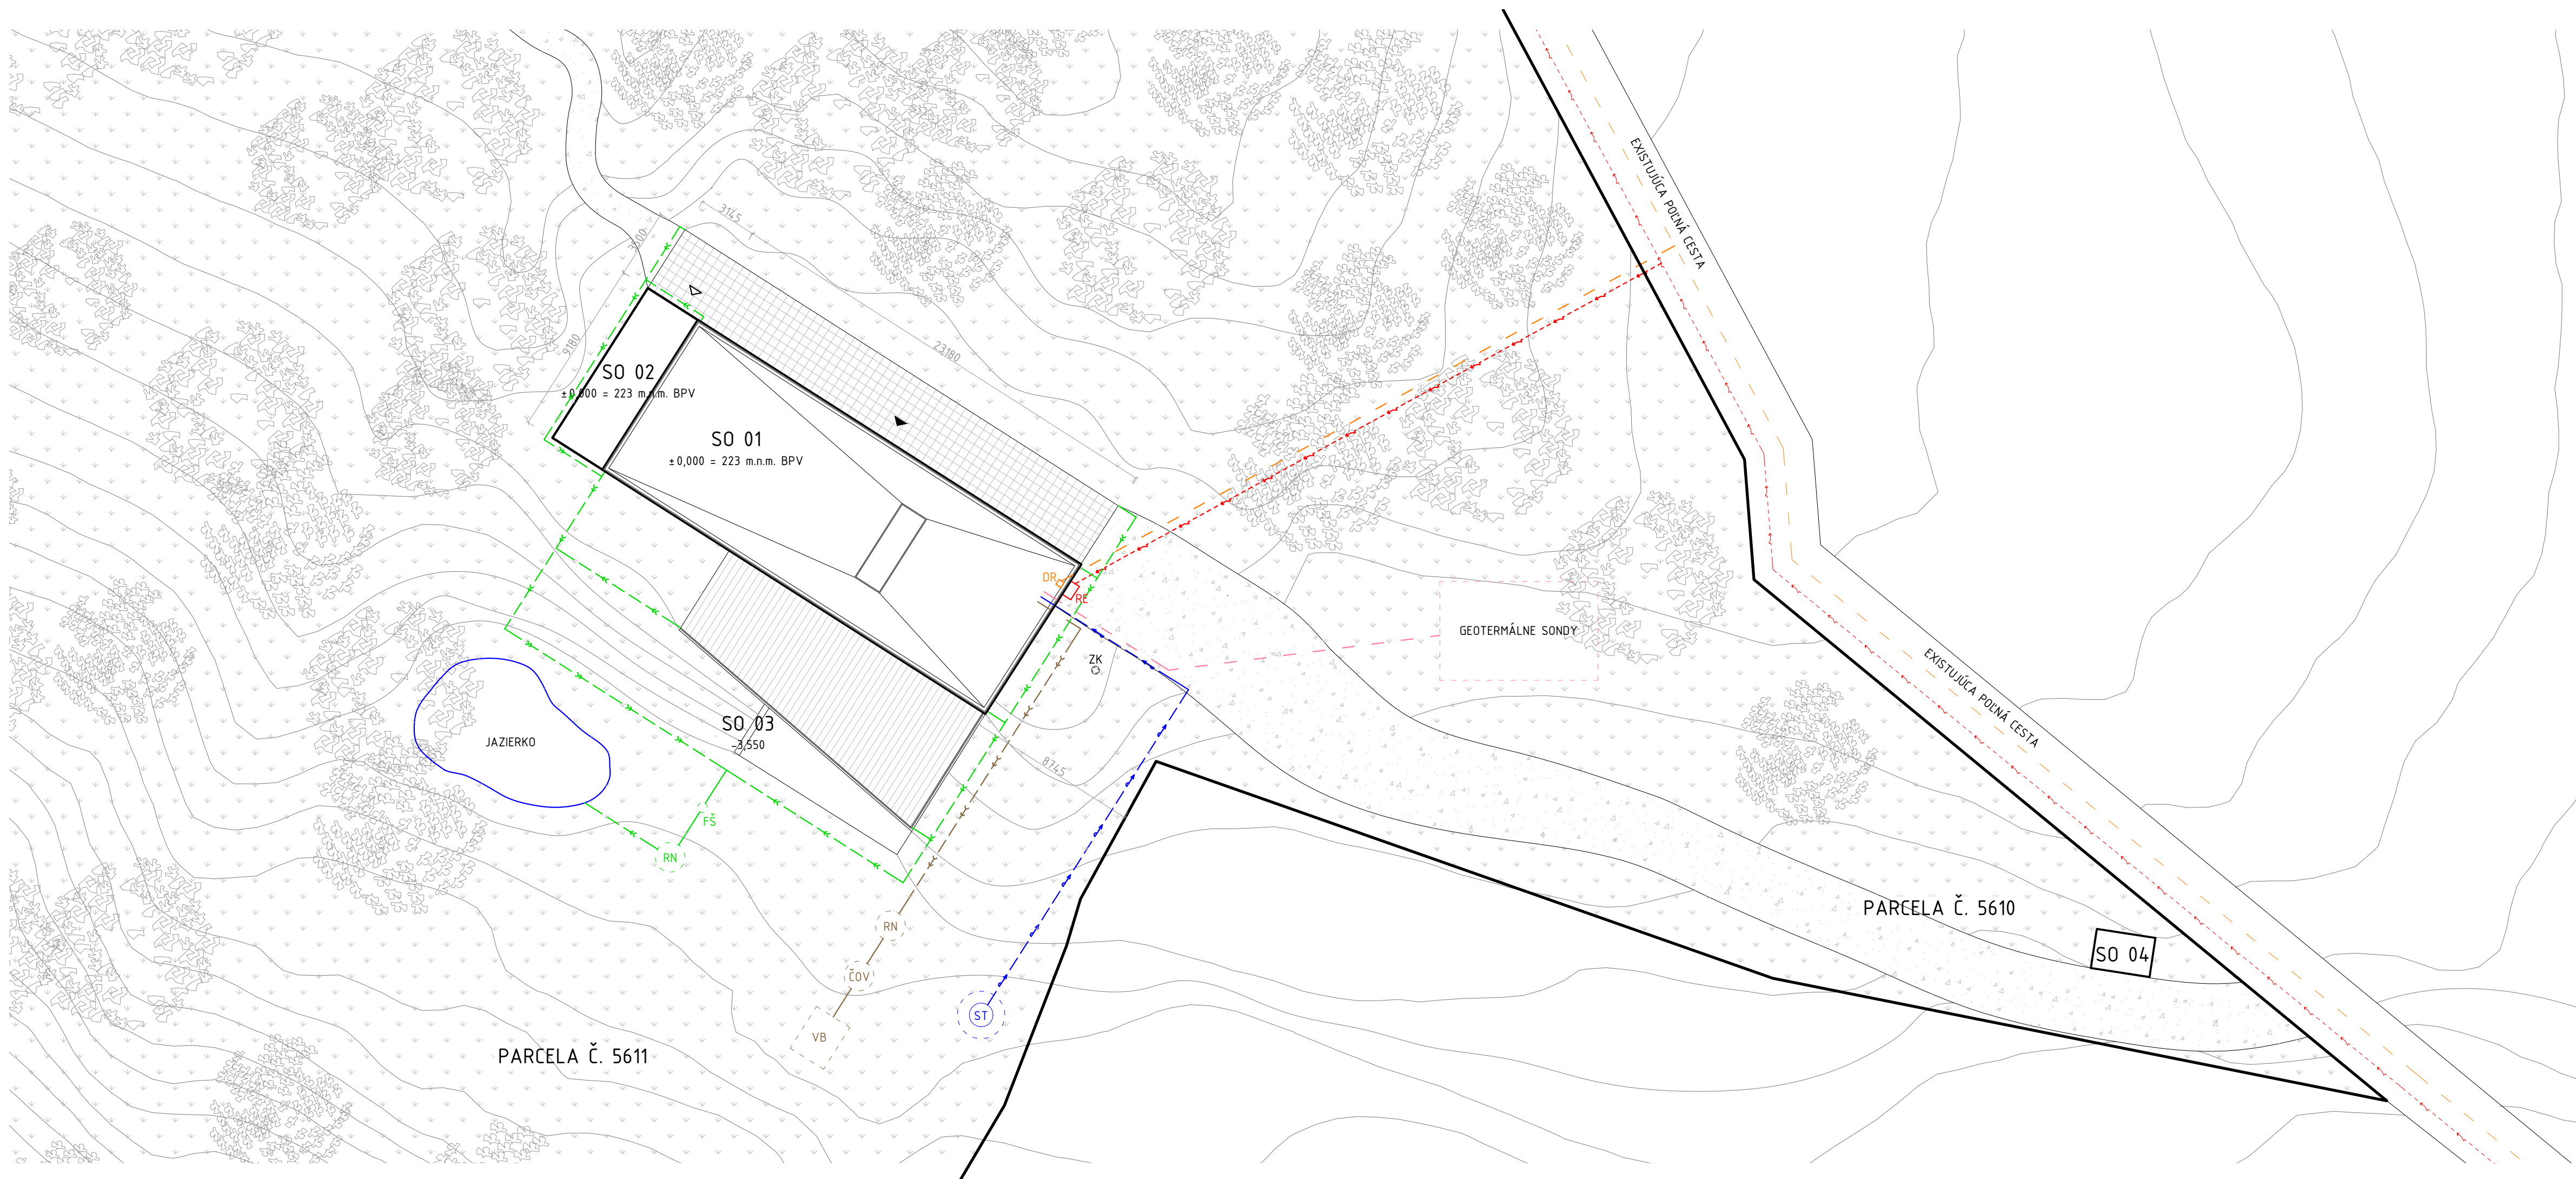 EXISTUJÚCA POĽNÁ CESTA
3145
3700
9180
23180
SO 02
±0,000 = 223 m.n.m. BPV
SO 01
±0,000 = 223 m.n.m. BPV
DR
RE
GEOTERMÁLNE SONDY
ZK
EXISTUJÚCA POĽNÁ CESTA
SO 03
-3,550
JAZIERKO
8745
FŠ
RN
RN
PARCELA Č. 5610
SO 04
ČOV
ST
VB
PARCELA Č. 5611